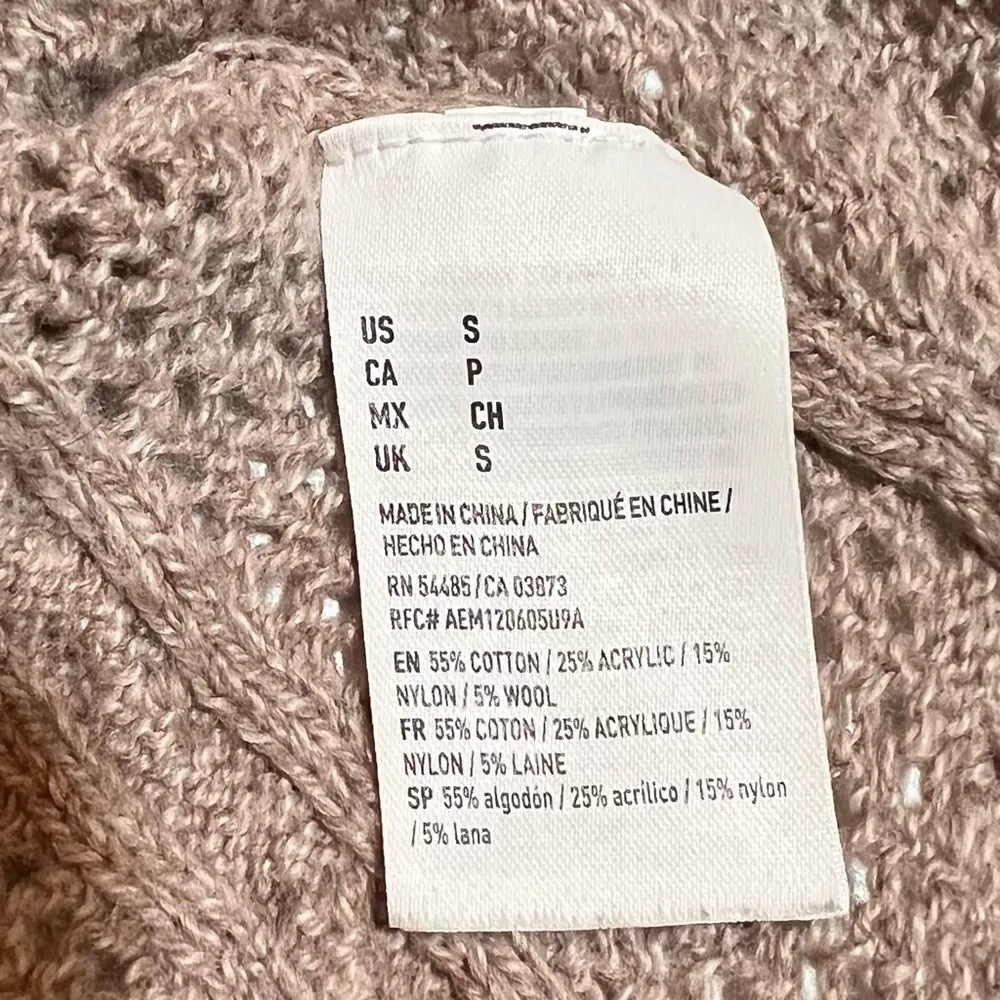 US S
CA P
MX CH
UK S
MADE IN CHINA / FABRIQUÉ EN CHINE /
HECHO EN CHINA
RN 54485 / CA 03073
RFC# AEM120605U9A
EN 55% COTTON / 25% ACRYLIC / 15%
NYLON / 5% WOOL
FR 55% COTON / 25% ACRYLIQUE / 15%
NYLON / 5% LAINE
SP 55% algodón / 25% acrílico / 15% nylon
/ 5% lana